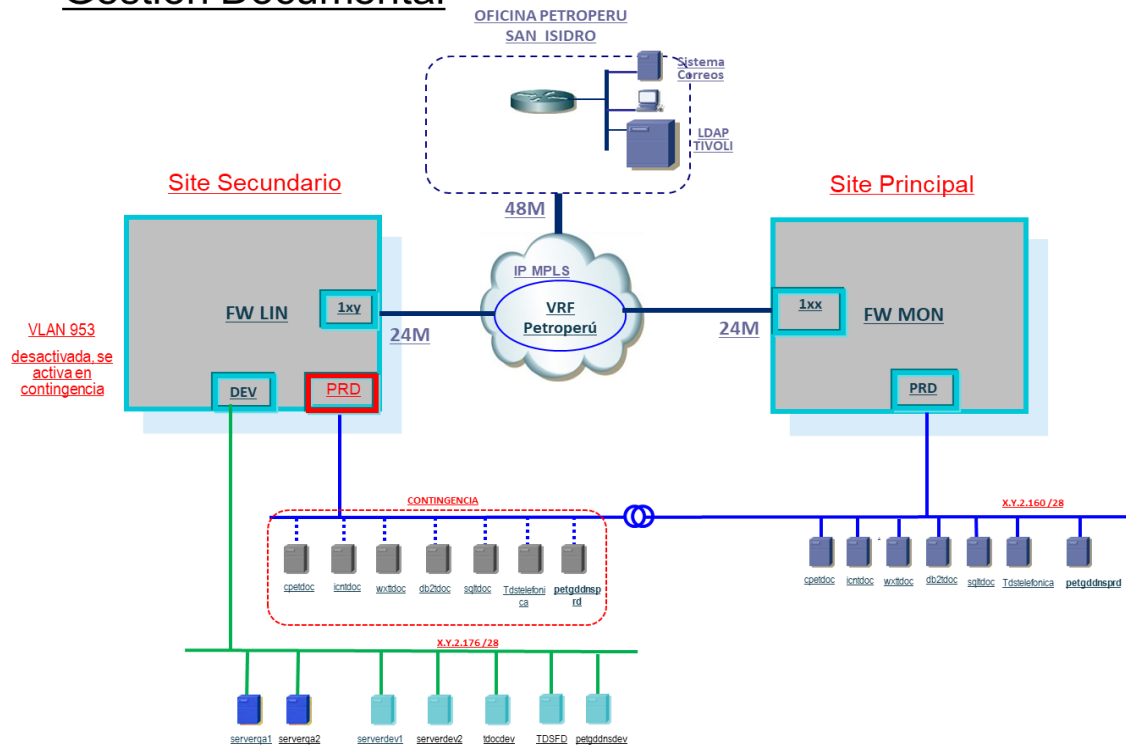 Gestión Documental
OFICINA PETROPERU
SAN ISIDRO
Sistema
Correos
LDAP
TIVOLI
Site Secundario
Site Principal
48M
IP MPLS
VRF
Petroperú
FW LIN
1xy
24M
24M
1xx
FW MON
VLAN 953
desactivada, se
activa en
contingencia
DEV
PRD
PRD
CONTINGENCIA
X.Y.2.160 /28
cpetdoc
icntdoc
wxttdoc
db2tdoc
sqltdoc
Tdstelefoni
ca
petgddnsp
rd
cpetdoc
icntdoc
wxttdoc
db2tdoc
sqltdoc
Tdstelefonica
petgddnsprd
X.Y.2.176 /28
serverqa1
serverqa2
serverdev1
serverdev2
tdocdev
TDSFD
petgddnsdev